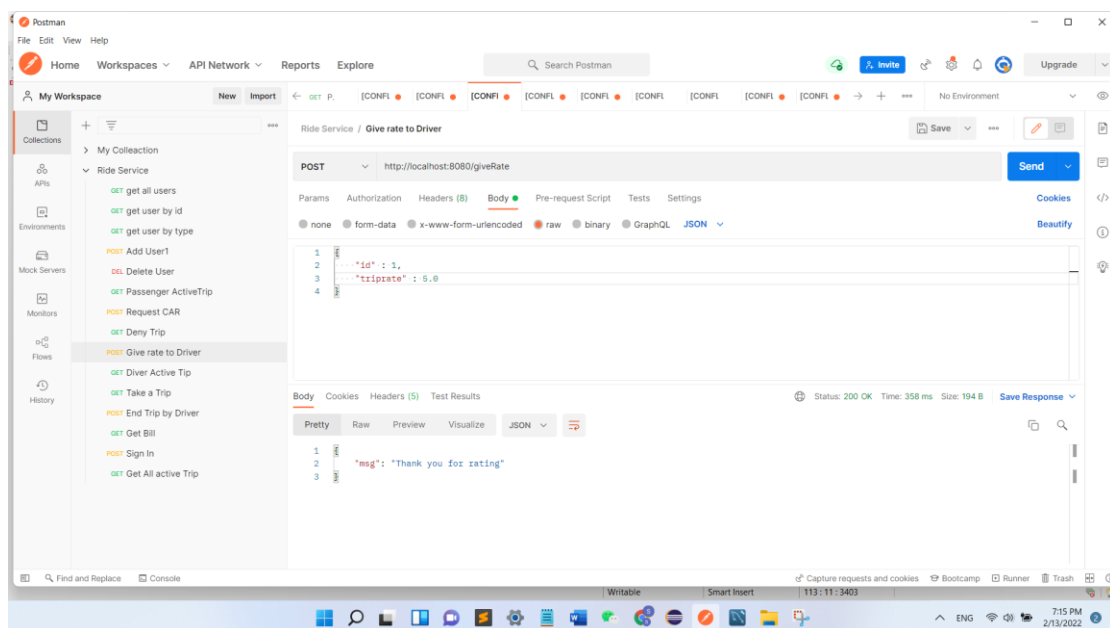 Postman
File Edit View Help
Home Workspaces API Network Reports Explore Search Postman Invite Upgrade
My Workspace New Import GET P. [CONFL [CONFL [CONFL [CONFL [CONFL [CONFL [CONFL [CONFL [CONFL No Environment
Collections
APIs
Environments
Mock Servers
Monitors
Flows
History
My Colleaction
Ride Service
GET get all users
GET get user by id
GET get user by type
POST Add User1
DEL Delete User
GET Passenger ActiveTrip
POST Request CAR
GET Deny Trip
POST Give rate to Driver
GET Diver Active Tip
GET Take a Trip
POST End Trip by Driver
GET Get Bill
POST Sign In
GET Get All active Trip
Ride Service / Give rate to Driver Save
POST http://localhost:8080/giveRate Send
Params Authorization Headers (8) Body Pre-request Script Tests Settings Cookies
none form-data x-www-form-urlencoded raw binary GraphQL JSON Beautify
1 {
2 "id" : 1,
3 "triprate" : 5.0
4 }
Body Cookies Headers (5) Test Results Status: 200 OK Time: 358 ms Size: 194 B Save Response
Pretty Raw Preview Visualize JSON
1 {
2 "msg": "Thank you for rating"
3 }
Find and Replace Console Capture requests and cookies Bootcamp Runner Trash
Writable Smart Insert 113 : 11 : 3403
ENG 7:15 PM
2/13/2022